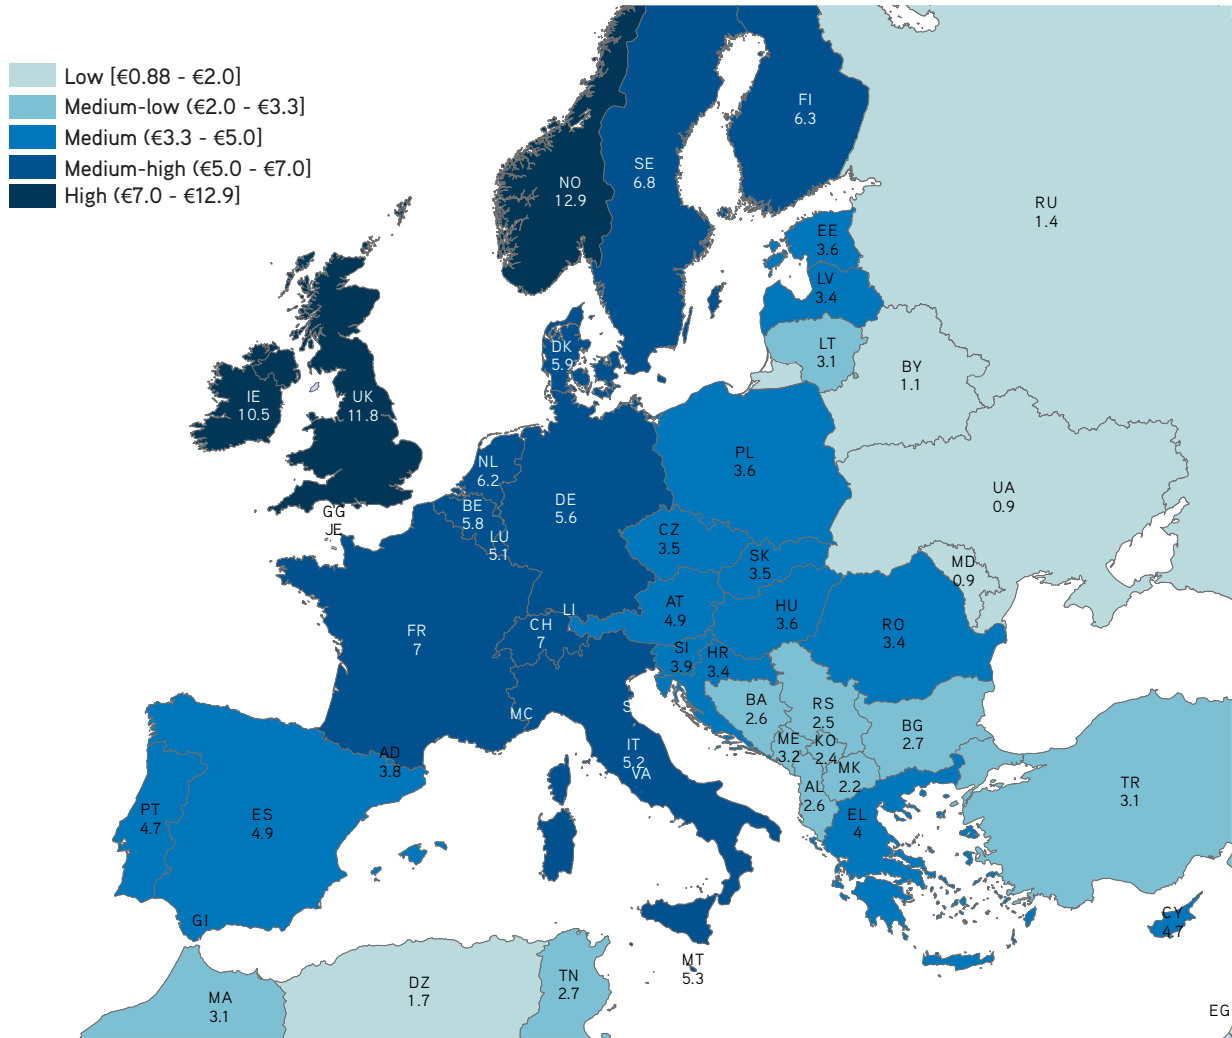 Low [€0.88 - €2.0]
Medium-low (€2.0 - €3.3]
Medium (€3.3 - €5.0]
Medium-high (€5.0 - €7.0]
High (€7.0 - €12.9]
FI
6.3
SE
6.8
NO
12.9
RU
1.4
EE
3.6
LV
3.4
LT
3.1
DK
5.9
BY
1.1
IE
10.5
UK
11.8
PL
3.6
NL
6.2
DE
5.6
UA
0.9
GG
JE
BE
5.8
LU
5.1
CZ
3.5
SK
3.5
MD
0.9
AT
4.9
HU
3.6
LI
CH
7
FR
7
RO
3.4
SI
3.9
HR
3.4
MC
S
BA
2.6
RS
2.5
BG
2.7
ME
3.2
KO
2.4
IT
5.2
VA
AD
3.8
MK
2.2
AL
2.6
TR
3.1
PT
4.7
ES
4.9
EL
4
GI
CY
4.7
MT
5.3
MA
3.1
DZ
1.7
TN
2.7
EG